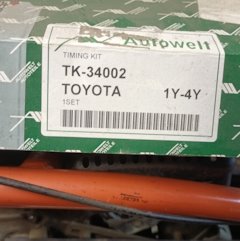 Autowelt
TIMING KIT
TK-34002
TOYOTA 1Y-4Y
1SET